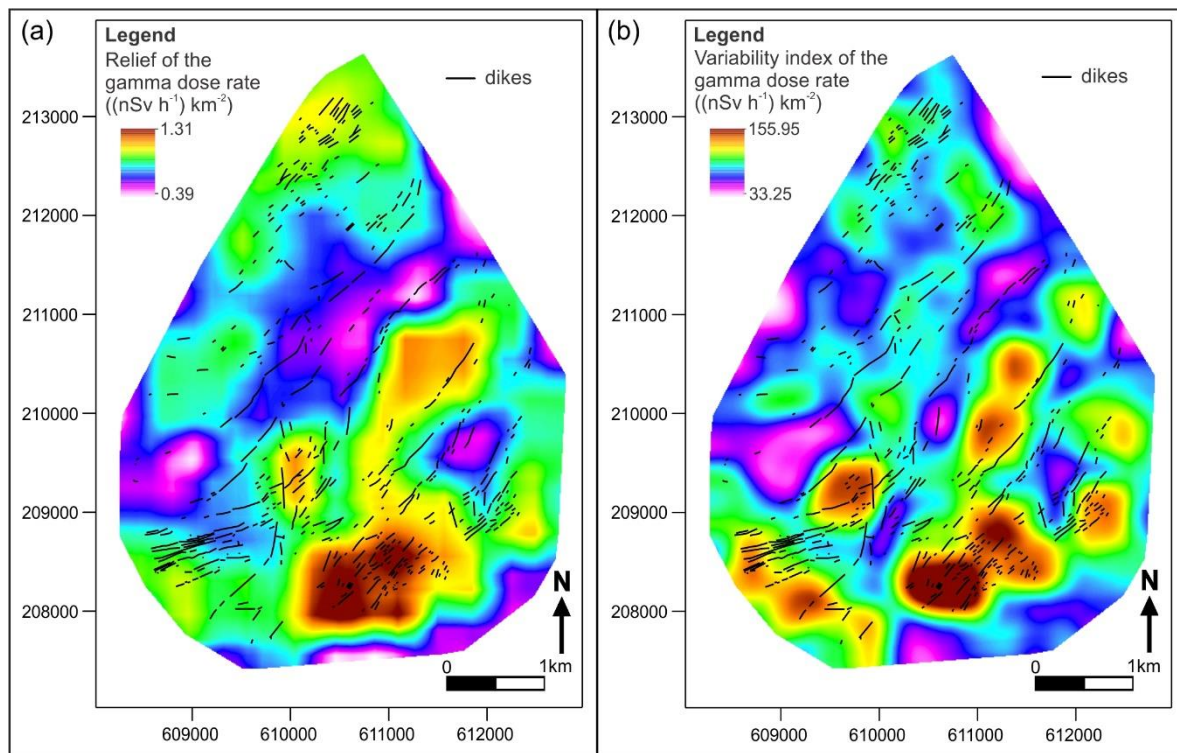 (a)
Legend
Relief of the
gamma dose rate
((nSv h⁻¹) km⁻²)
1.31
0.39
dikes
213000
212000
211000
210000
209000
208000
N
0 1km
609000 610000 611000 612000
(b)
Legend
Variability index of the
gamma dose rate
((nSv h⁻¹) km⁻²)
155.95
33.25
dikes
213000
212000
211000
210000
209000
208000
N
0 1km
609000 610000 611000 612000